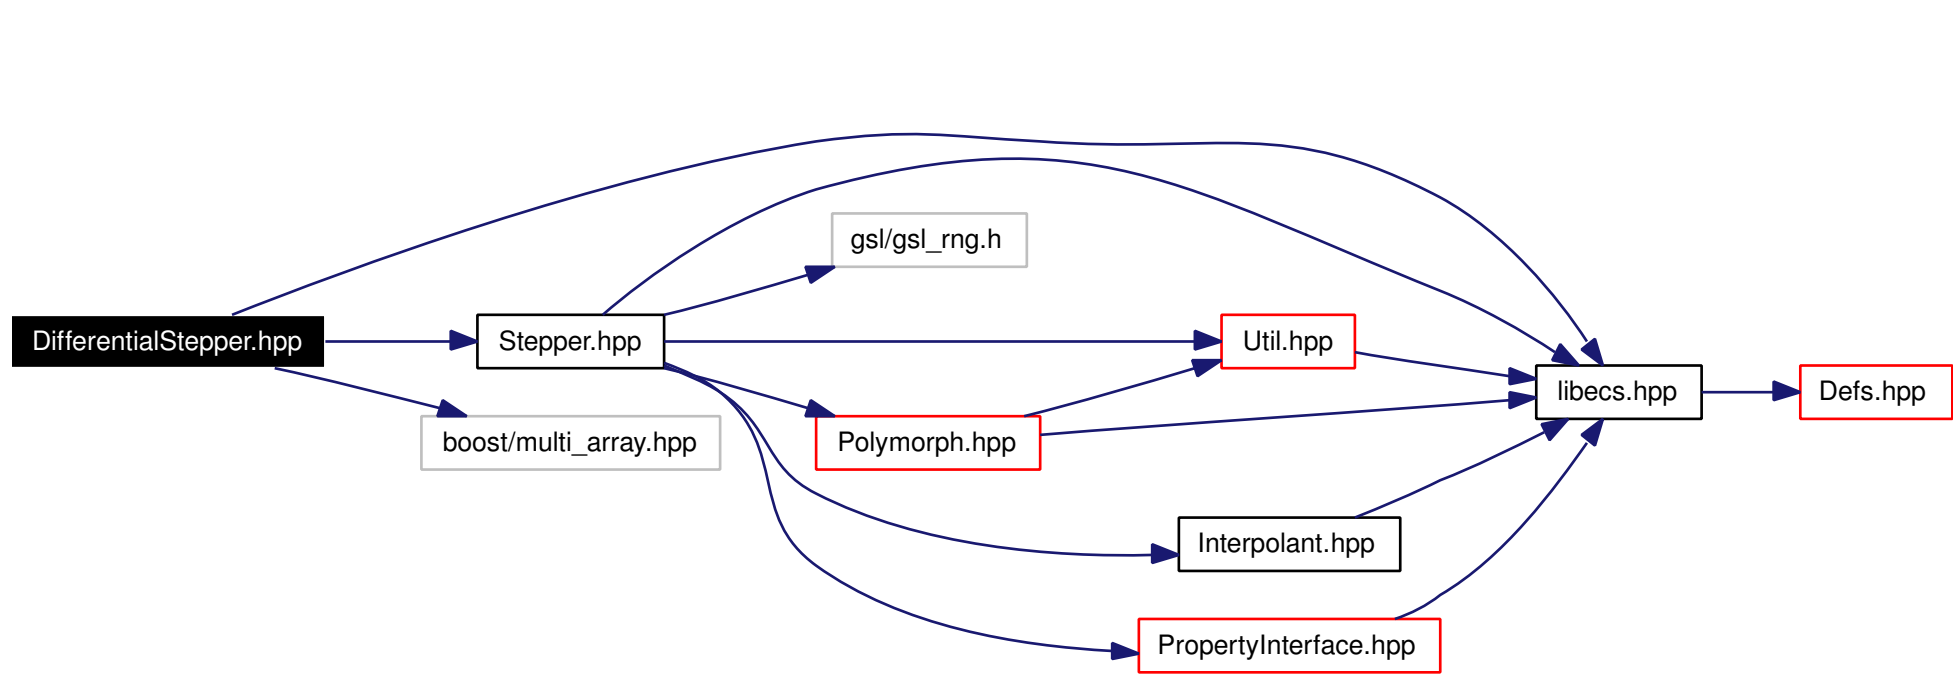 gsl/gsl_rng.h
DifferentialStepper.hpp
Stepper.hpp
Util.hpp
libecs.hpp
Defs.hpp
boost/multi_array.hpp
Polymorph.hpp
Interpolant.hpp
PropertyInterface.hpp